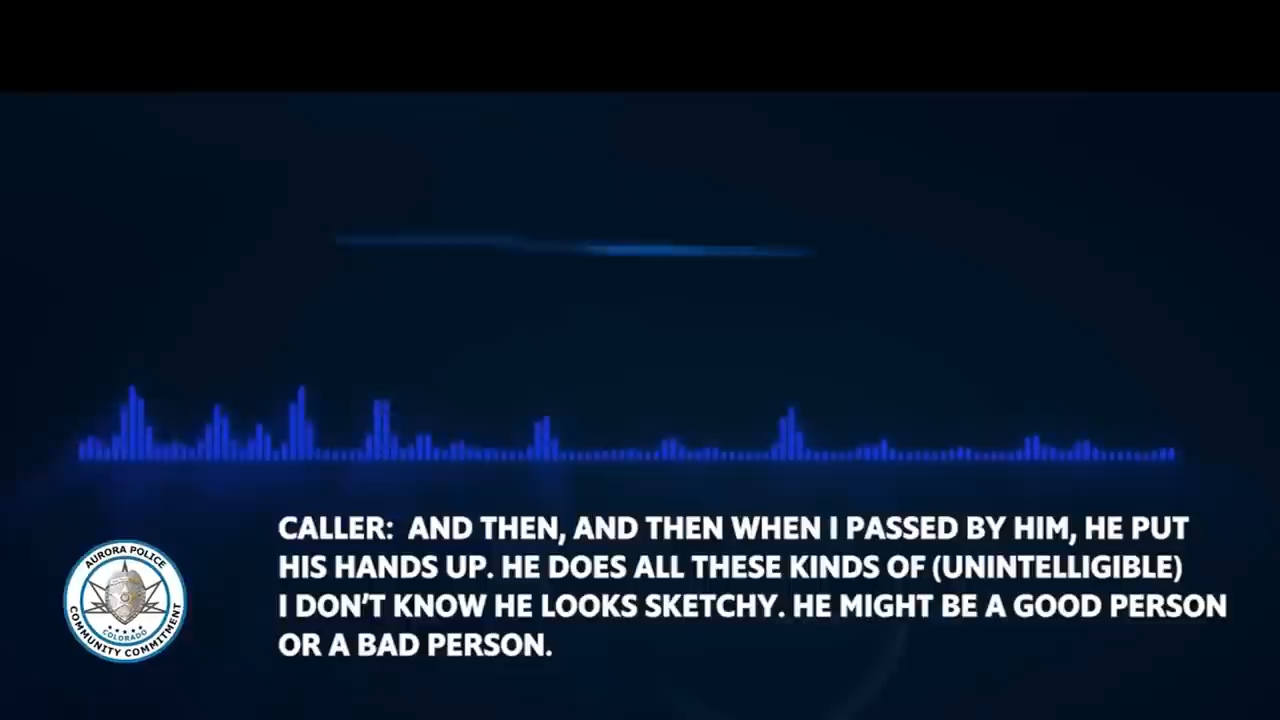 CALLER:  AND THEN, AND THEN WHEN I PASSED BY HIM, HE PUT
HIS HANDS UP. HE DOES ALL THESE KINDS OF (UNINTELLIGIBLE)
I DON’T KNOW HE LOOKS SKETCHY. HE MIGHT BE A GOOD PERSON
OR A BAD PERSON.
AURORA POLICE
COLORADO
COMMUNITY COMMITMENT